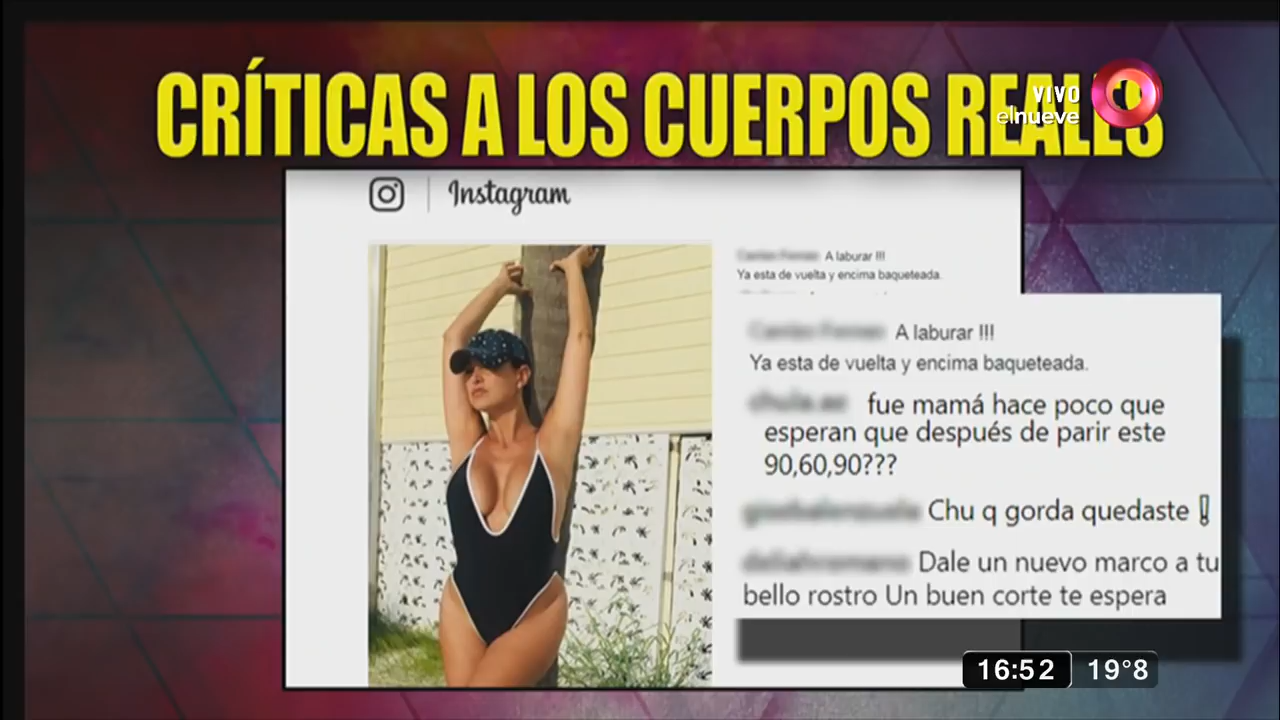 CRÍTICAS A LOS CUERPOS REALES
VIVO
elnueve
Instagram
A laburar !!!
Ya esta de vuelta y encima baqueteada.
A laburar !!!
Ya esta de vuelta y encima baqueteada.
fue mamá hace poco que
esperan que después de parir este
90,60,90???
Chu q gorda quedaste !
Dale un nuevo marco a tu
bello rostro Un buen corte te espera
16:52 19°8